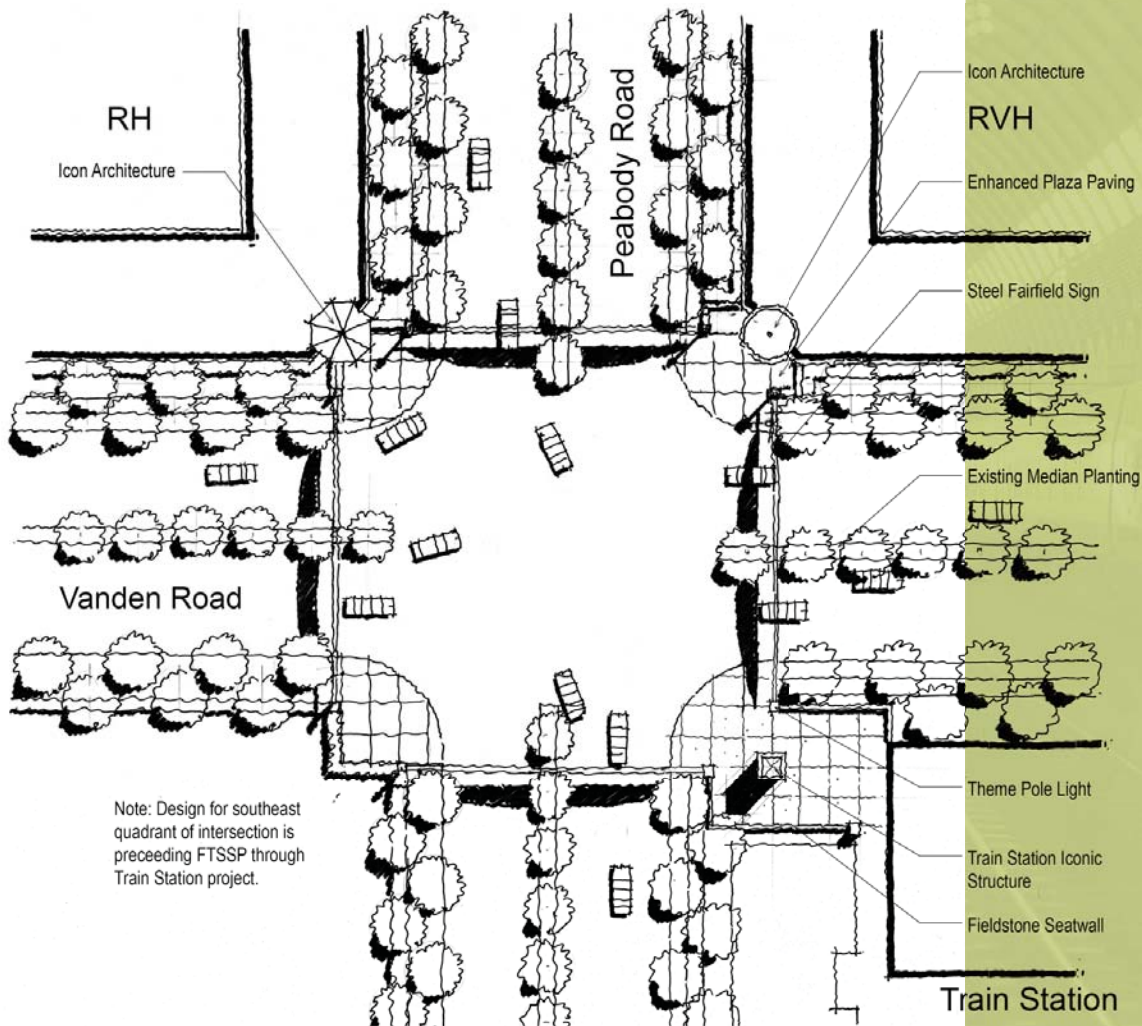 RH
Icon Architecture
Peabody Road
Icon Architecture
RVH
Enhanced Plaza Paving
Steel Fairfield Sign
Existing Median Planting
Vanden Road
Note: Design for southeast
quadrant of intersection is
preceeding FTSSP through
Train Station project.
Theme Pole Light
Train Station Iconic
Structure
Fieldstone Seatwall
Train Station